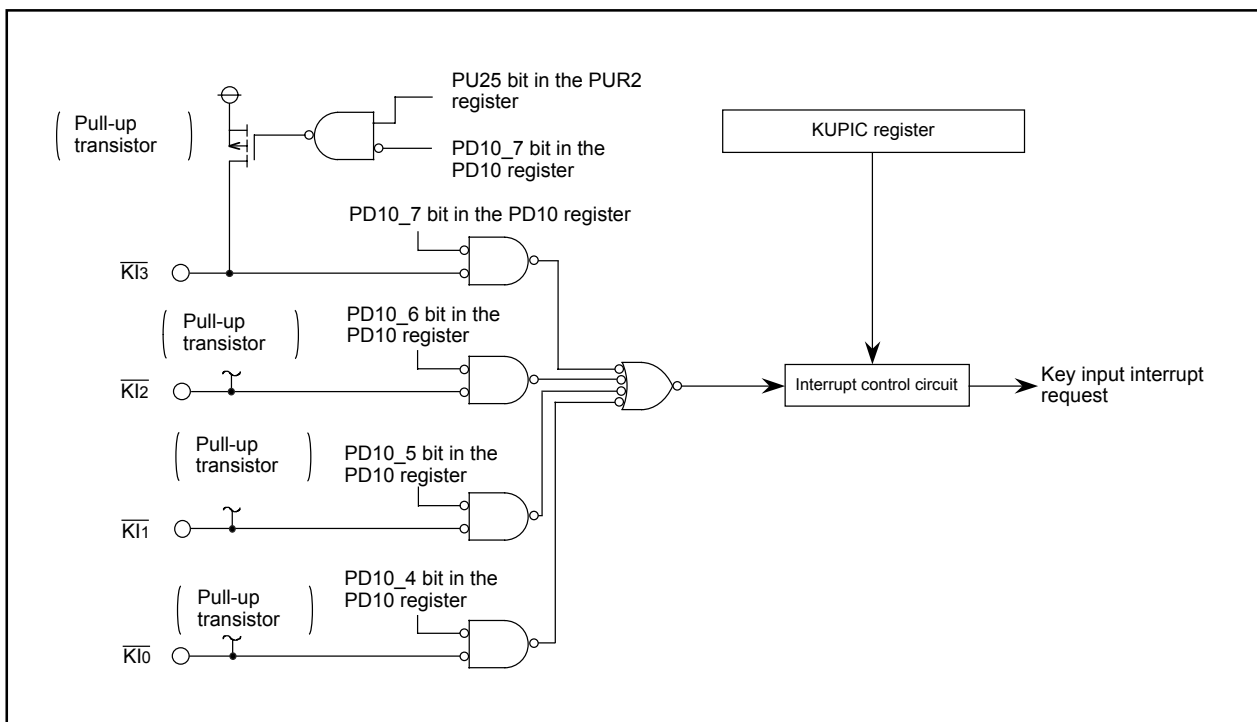 PU25 bit in the PUR2
register
( Pull-up
transistor )
KUPIC register
PD10_7 bit in the
PD10 register
PD10_7 bit in the PD10 register
KI3
PD10_6 bit in the
PD10 register
( Pull-up
transistor )
KI2
Interrupt control circuit
Key input interrupt
request
( Pull-up
transistor )
PD10_5 bit in the
PD10 register
KI1
PD10_4 bit in the
PD10 register
( Pull-up
transistor )
KI0